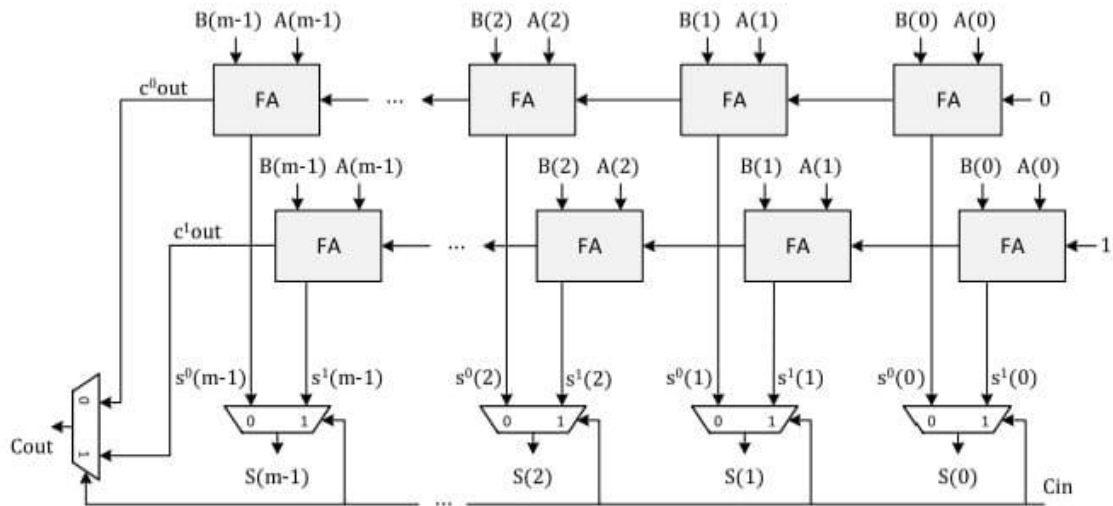 B(m-1) A(m-1) B(2) A(2) B(1) A(1) B(0) A(0)
c⁰out FA ... FA FA FA 0
B(m-1) A(m-1) B(2) A(2) B(1) A(1) B(0) A(0)
c¹out FA ... FA FA FA 1
s⁰(m-1) s¹(m-1) s⁰(2) s¹(2) s⁰(1) s¹(1) s⁰(0) s¹(0)
0 0 1 0 1 0 1 0 1
Cout 1
S(m-1) S(2) S(1) S(0) Cin
...